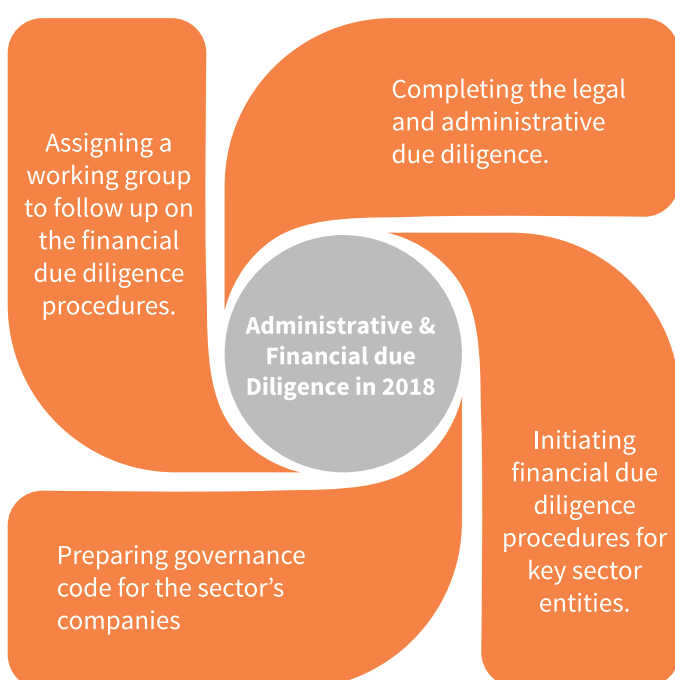 Completing the legal
and administrative
due diligence.
Assigning a
working group
to follow up on
the financial
due diligence
procedures.
Administrative &
Financial due
Diligence in 2018
Initiating
financial due
diligence
procedures for
key sector
entities.
Preparing governance
code for the sector’s
companies